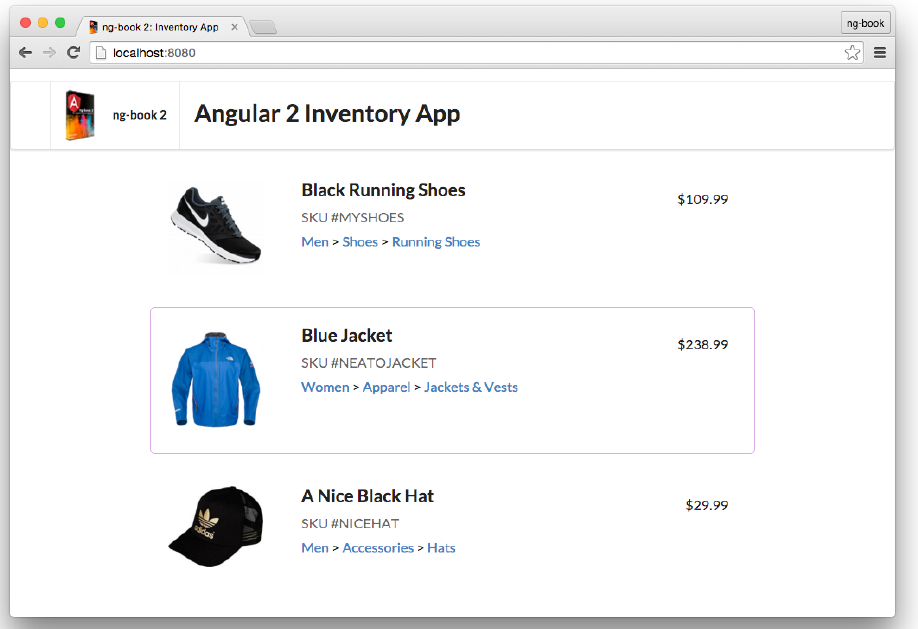 ng-book 2: Inventory App
ng-book
localhost:8080
ng-book 2
Angular 2 Inventory App
Black Running Shoes
$109.99
SKU #MYSHOES
Men > Shoes > Running Shoes
Blue Jacket
$238.99
SKU #NEATOJACKET
Women > Apparel > Jackets & Vests
A Nice Black Hat
$29.99
SKU #NICEHAT
Men > Accessories > Hats
adidas